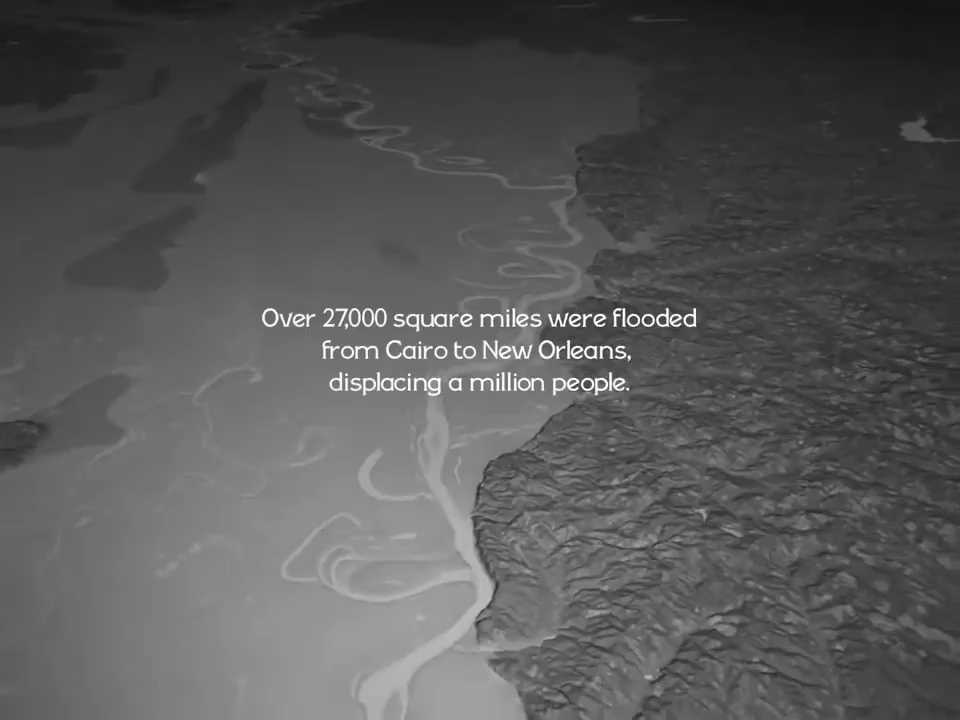 Over 27,000 square miles were flooded
from Cairo to New Orleans,
displacing a million people.